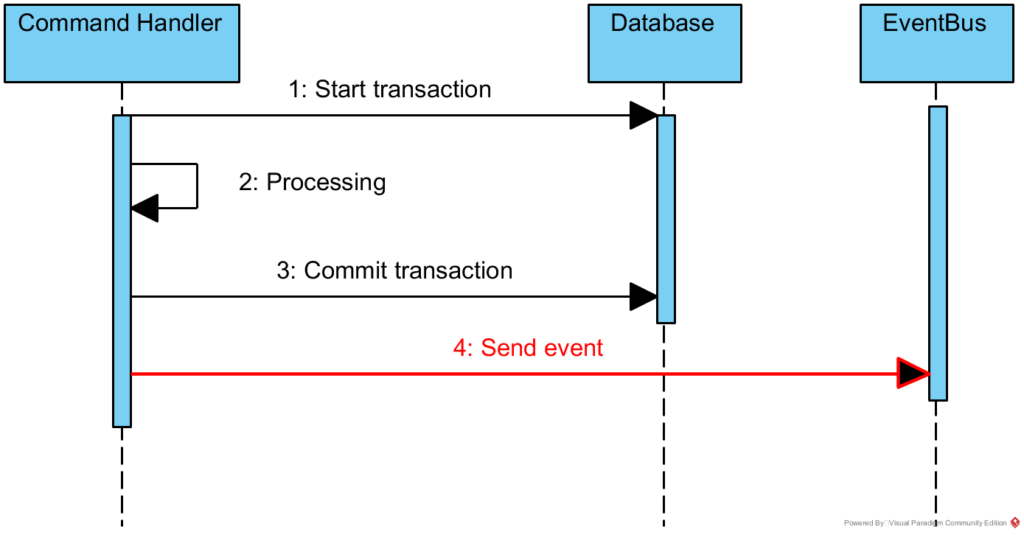 Command Handler
Database
EventBus
1: Start transaction
2: Processing
3: Commit transaction
4: Send event
Powered By Visual Paradigm Community Edition